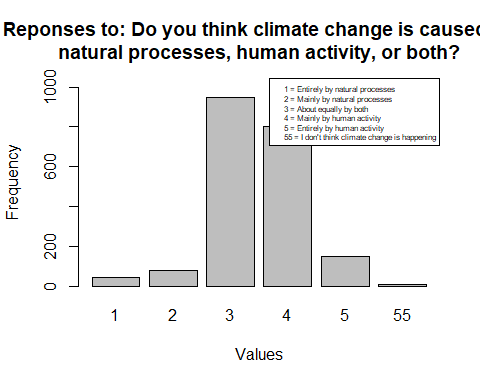 Reponses to: Do you think climate change is caused
natural processes, human activity, or both?
1 = Entirely by natural processes
2 = Mainly by natural processes
3 = About equally by both
4 = Mainly by human activity
5 = Entirely by human activity
55 = I don't think climate change is happening
Frequency
1000
600
200
0
1 2 3 4 5 55
Values